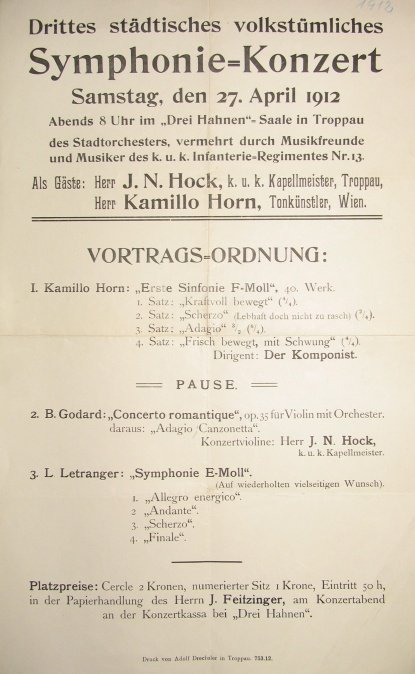 1912
Drittes städtisches volkstümliches
Symphonie=Konzert
Samstag, den 27. April 1912
Abends 8 Uhr im „Drei Hahnen“- Saale in Troppau
des Stadtorchesters, vermehrt durch Musikfreunde
und Musiker des k. u. k. Infanterie-Regimentes Nr. 13.
Als Gäste: Herr J. N. Hock, k. u. k. Kapellmeister, Troppau,
Herr Kamillo Horn, Tonkünstler, Wien.
VORTRAGS=ORDNUNG:
I. Kamillo Horn: „Erste Sinfonie F-Moll“, 40. Werk.
1. Satz: „Kraftvoll bewegt“ (4/4).
2. Satz: „Scherzo“ (Lebhaft doch nicht zu rasch) (3/4).
3. Satz: „Adagio“ 3/2 (4/4).
4. Satz: „Frisch bewegt, mit Schwung“ (4/4).
Dirigent: Der Komponist.
PAUSE.
2. B. Godard: „Concerto romantique“, op. 35 für Violin mit Orchester.
daraus: „Adagio Canzonetta“.
Konzertvioline: Herr J. N. Hock,
k. u. k. Kapellmeister.
3. L Letranger: „Symphonie E-Moll“.
(Auf wiederholten vielseitigen Wunsch).
1. „Allegro energico“.
2 „Andante“.
3. „Scherzo“.
4. „Finale“.
Platzpreise: Cercle 2 Kronen, numerierter Sitz 1 Krone, Eintritt 50 h,
in der Papierhandlung des Herrn J. Feitzinger, am Konzertabend
an der Konzertkassa bei „Drei Hahnen“.
Druck von Adolf Drechsler in Troppau. 753.12.